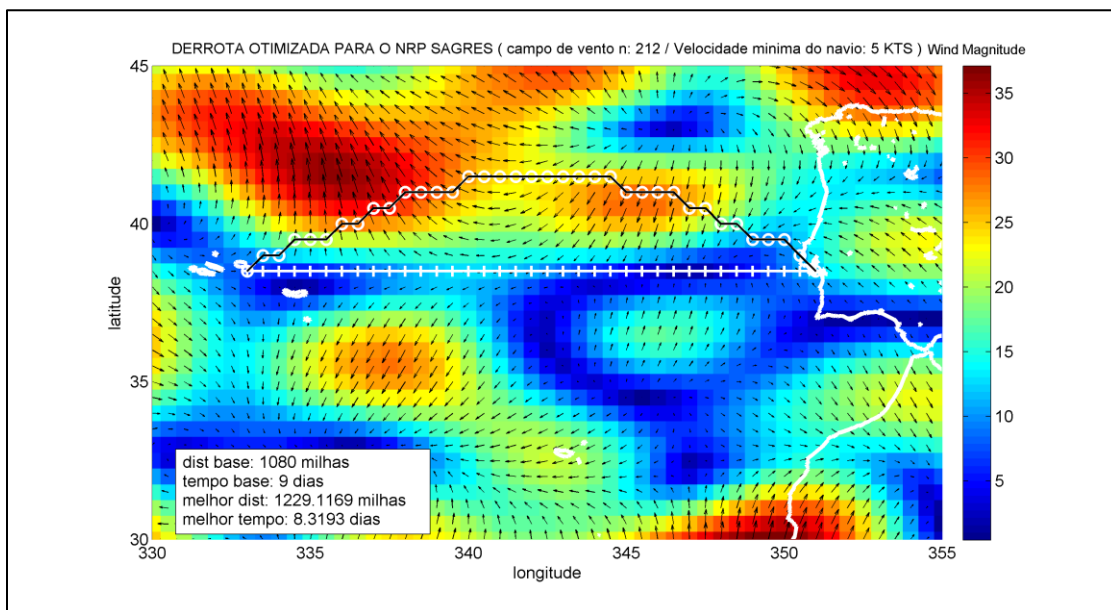 DERROTA OTIMIZADA PARA O NRP SAGRES ( campo de vento n: 212 / Velocidade minima do navio: 5 KTS ) Wind Magnitude
45
40
35
30
latitude
330
335
340
345
350
355
longitude
35
30
25
20
15
10
5
dist base: 1080 milhas
tempo base: 9 dias
melhor dist: 1229.1169 milhas
melhor tempo: 8.3193 dias